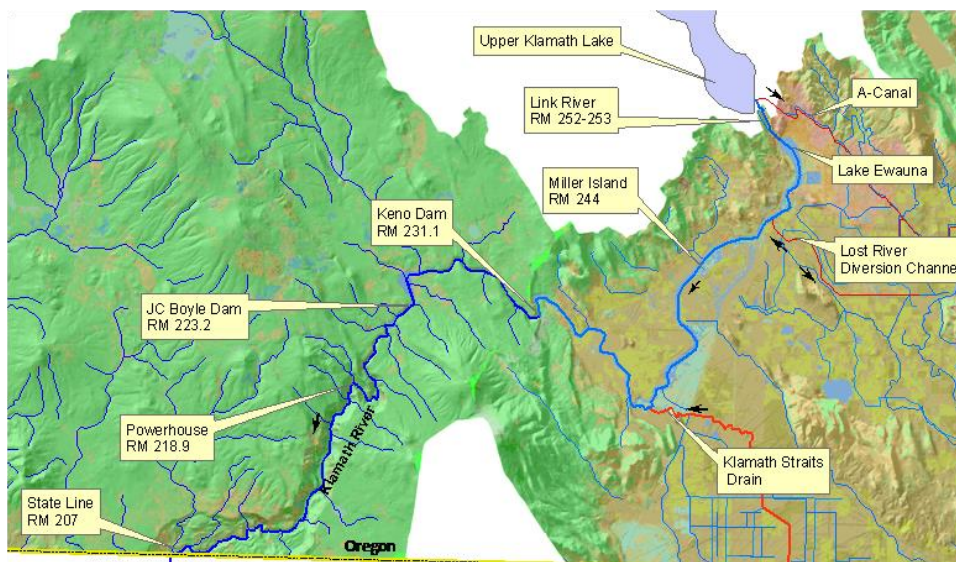 Upper Klamath Lake
A-Canal
Link River
RM 252-253
Lake Ewauna
Miller Island
RM 244
Keno Dam
RM 231.1
Lost River
Diversion Channel
JC Boyle Dam
RM 223.2
Powerhouse
RM 218.9
Klamath River
Klamath Straits
Drain
State Line
RM 207
Oregon